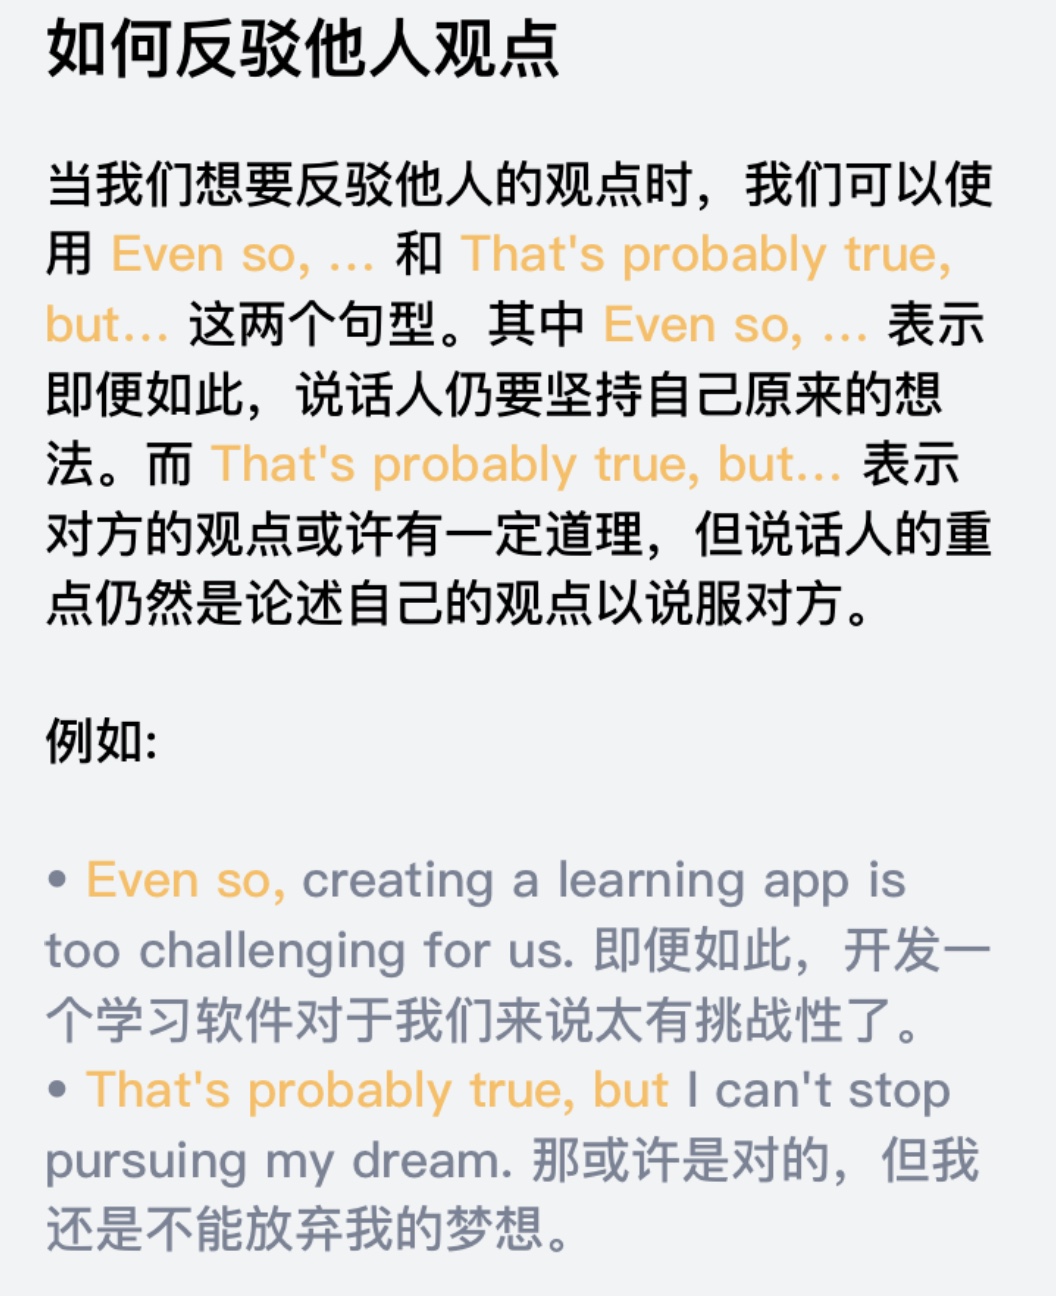 如何反驳他人观点
当我们想要反驳他人的观点时，我们可以使
用 Even so, ... 和 That's probably true,
but... 这两个句型。其中 Even so, ... 表示
即便如此，说话人仍要坚持自己原来的想
法。而 That's probably true, but... 表示
对方的观点或许有一定道理，但说话人的重
点仍然是论述自己的观点以说服对方。
例如:
• Even so, creating a learning app is
too challenging for us. 即便如此，开发一
个学习软件对于我们来说太有挑战性了。
• That's probably true, but I can't stop
pursuing my dream. 那或许是对的，但我
还是不能放弃我的梦想。